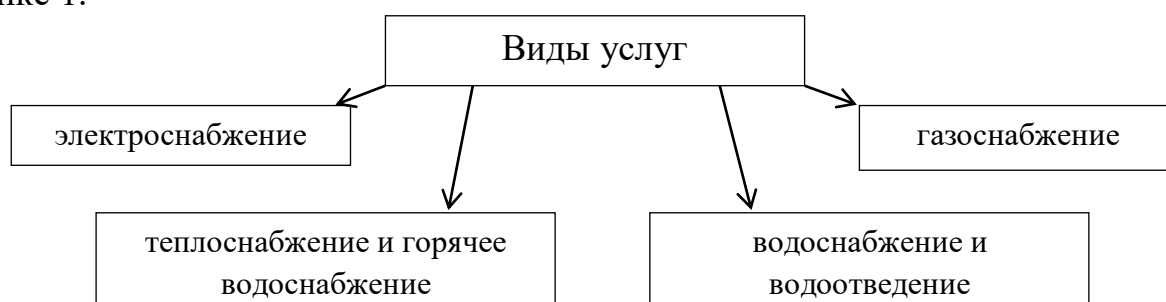 Виды услуг
электроснабжение
газоснабжение
теплоснабжение и горячее
водоснабжение
водоснабжение и
водоотведение